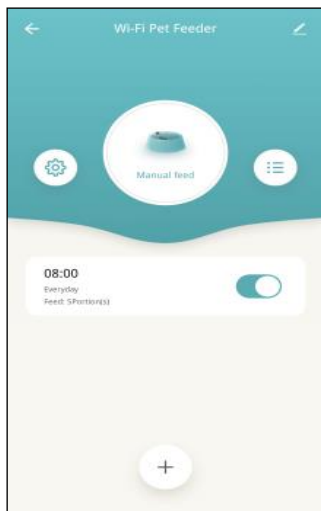 Wi-Fi Pet Feeder
Manual feed
08:00
Everyday
Feed: 5Portion(s)